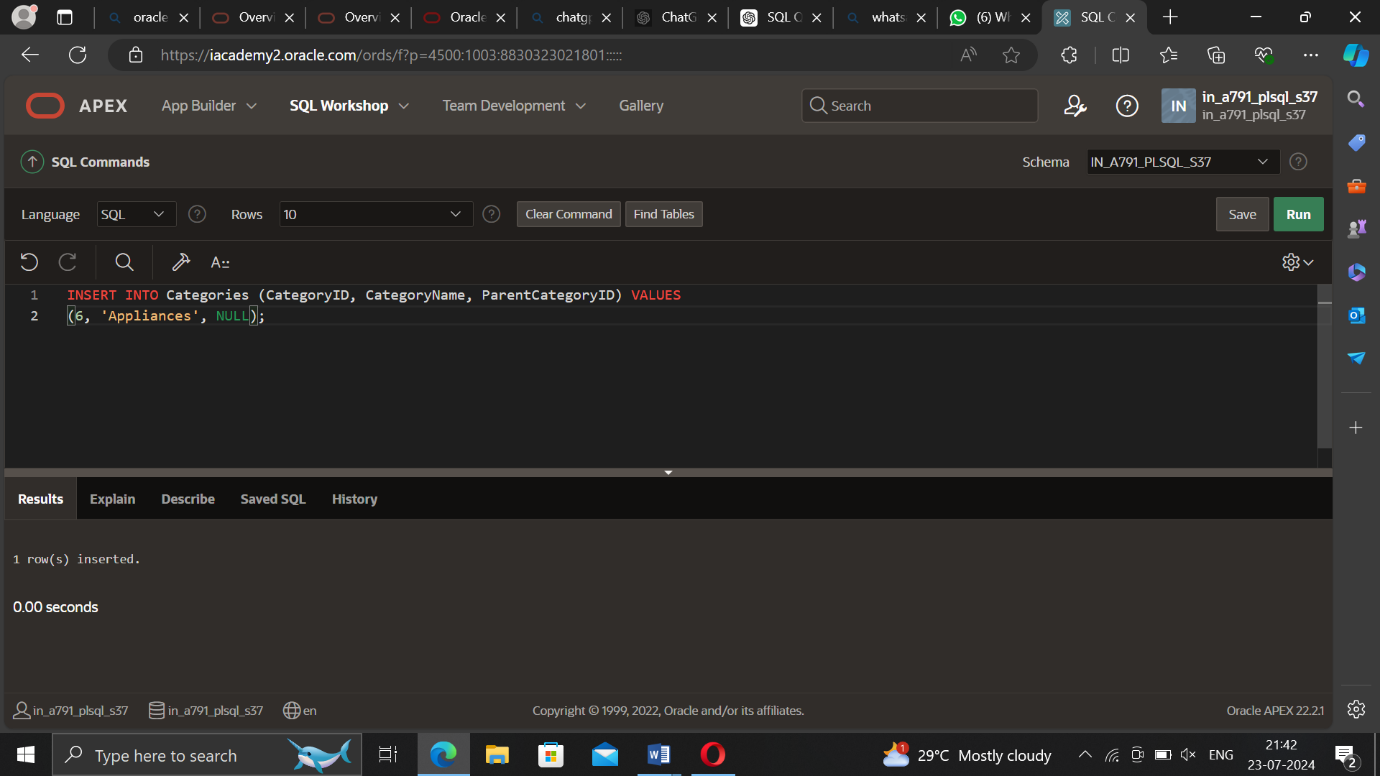 oracle
Overvi
Overvi
Oracle
chatgp
ChatG
SQL Q
whatsa
(6) Wh
SQL C
https://iacademy2.oracle.com/ords/f?p=4500:1003:8830323021801:::::
APEX
App Builder
SQL Workshop
Team Development
Gallery
Search
IN
in_a791_plsql_s37
in_a791_plsql_s37
SQL Commands
Schema
IN_A791_PLSQL_S37
Language
SQL
Rows
10
Clear Command
Find Tables
Save
Run
A::
1 INSERT INTO Categories (CategoryID, CategoryName, ParentCategoryID) VALUES
2 (6, 'Appliances', NULL);
Results
Explain
Describe
Saved SQL
History
1 row(s) inserted.
0.00 seconds
in_a791_plsql_s37
in_a791_plsql_s37
en
Copyright © 1999, 2022, Oracle and/or its affiliates.
Oracle APEX 22.2.1
Type here to search
1
29°C Mostly cloudy
ENG
21:42
23-07-2024
2